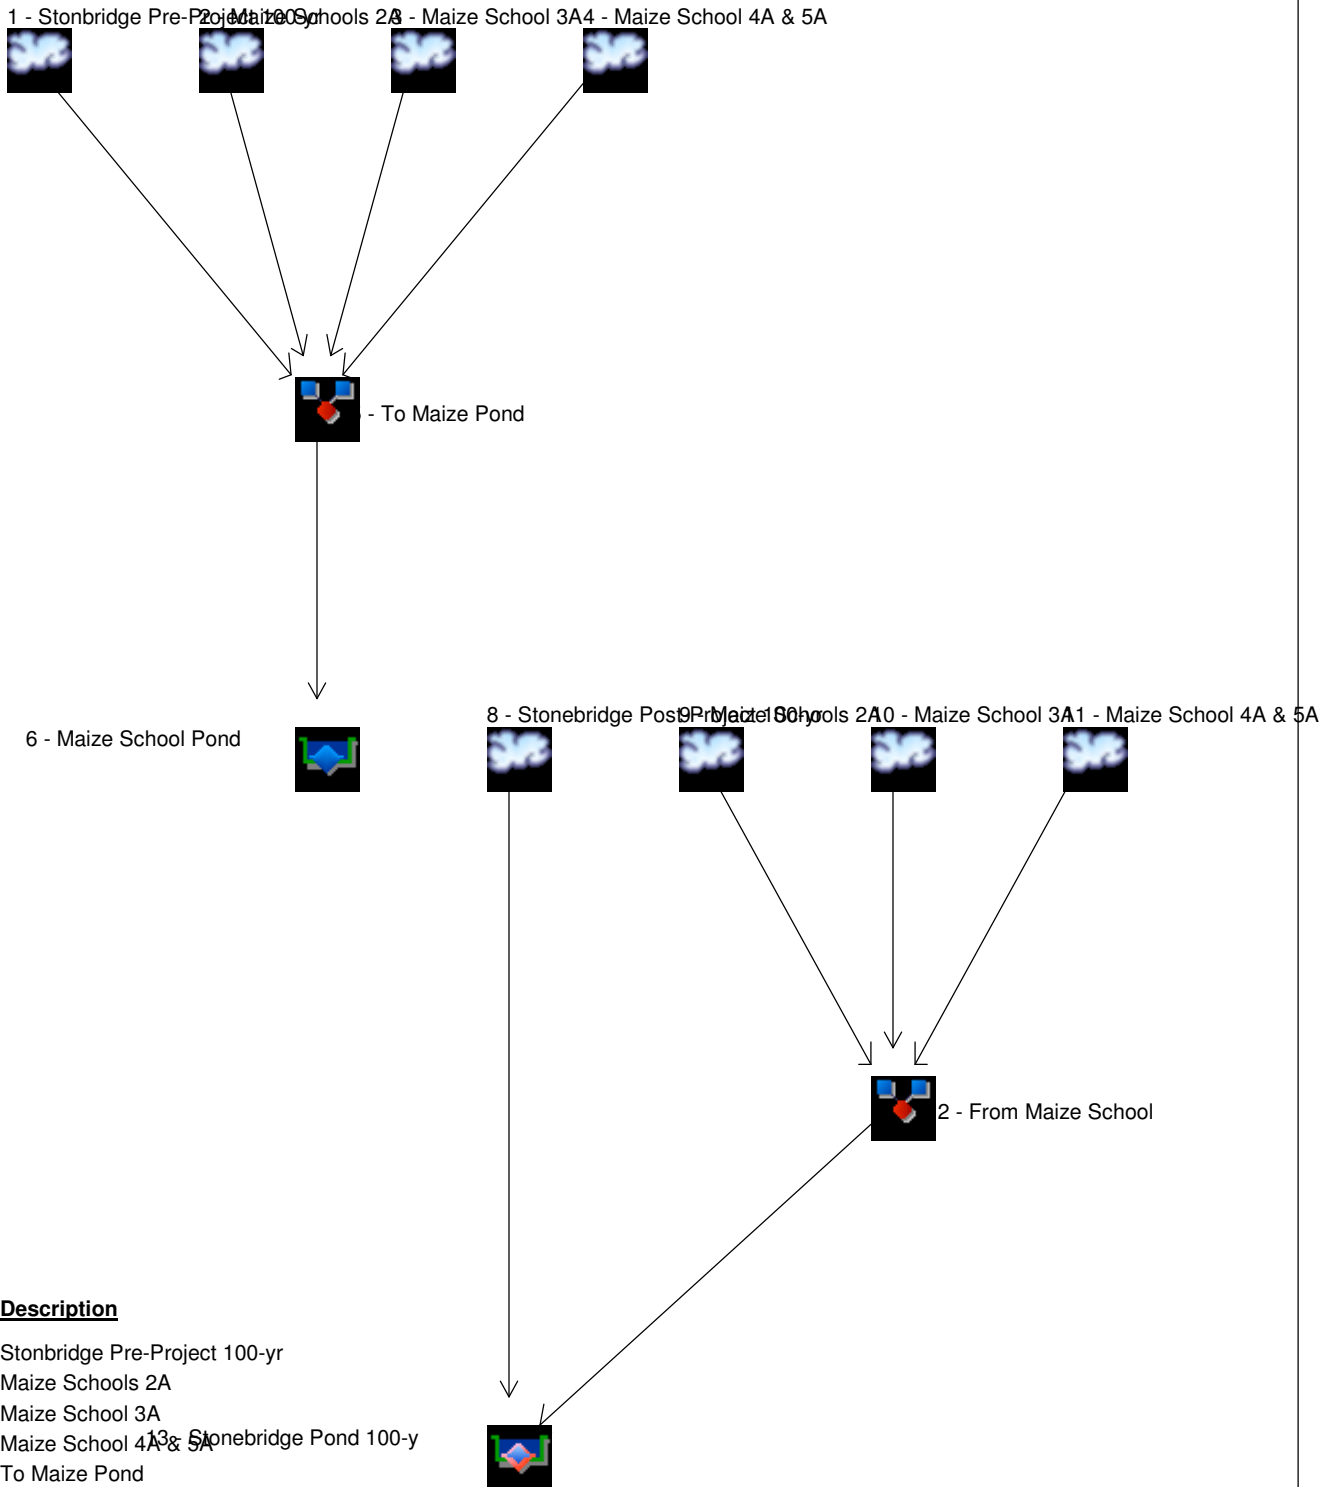 1 - Stonbridge Pre-Project 100-yr
2 - Maize Schools 2A
3 - Maize School 3A
4 - Maize School 4A & 5A
- To Maize Pond
6 - Maize School Pond
8 - Stonebridge Post-Project 100-yr
9 - Maize Schools 2A
10 - Maize School 3A
11 - Maize School 4A & 5A
2 - From Maize School
Description
Stonbridge Pre-Project 100-yr
Maize Schools 2A
Maize School 3A
Maize School 4A & 5A
13 - Stonebridge Pond 100-y
To Maize Pond